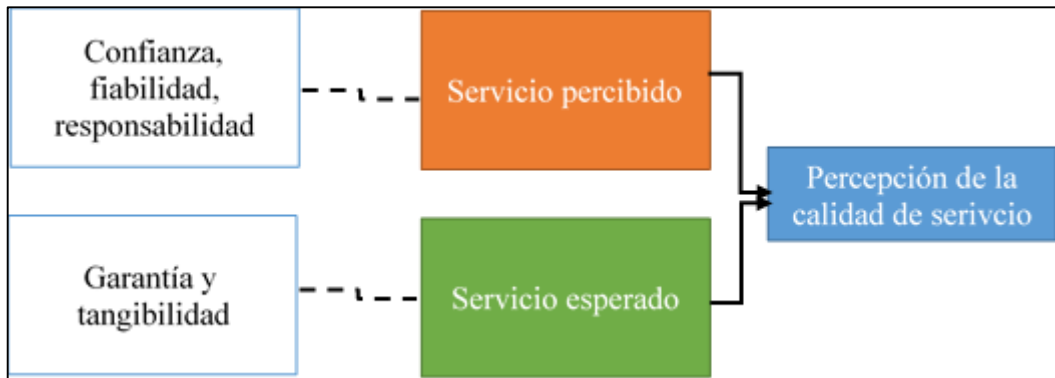 Confianza,
fiabilidad,
responsabilidad
Servicio percibido
Percepción de la
calidad de serivcio
Garantía y
tangibilidad
Servicio esperado